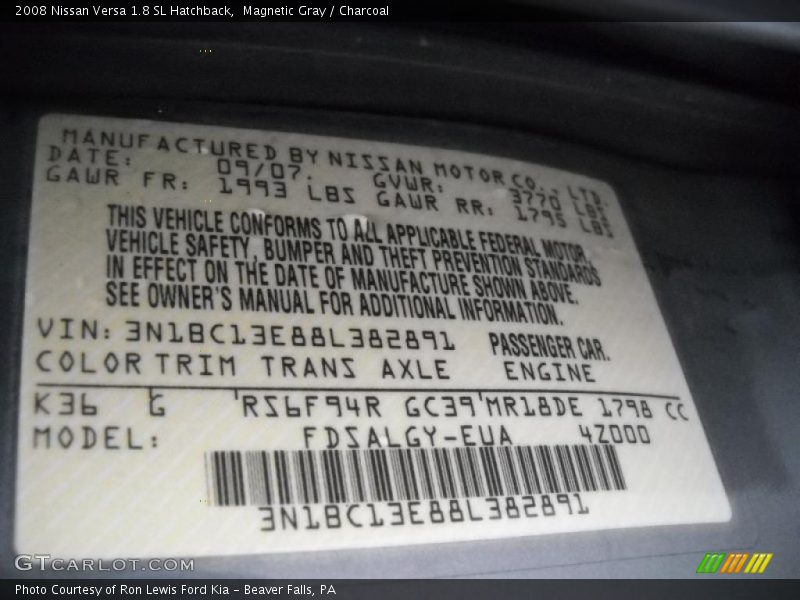 2008 Nissan Versa 1.8 SL Hatchback,  Magnetic Gray / Charcoal
MANUFACTURED BY NISSAN MOTOR CO., LTD.
DATE: 09/07. GVWR: 3770 LBS
GAWR FR: 1993 LBS GAWR RR: 1795 LBS
THIS VEHICLE CONFORMS TO ALL APPLICABLE FEDERAL MOTOR
VEHICLE SAFETY, BUMPER AND THEFT PREVENTION STANDARDS
IN EFFECT ON THE DATE OF MANUFACTURE SHOWN ABOVE.
SEE OWNER'S MANUAL FOR ADDITIONAL INFORMATION.
VIN: 3N1BC13E88L382891 PASSENGER CAR.
COLOR TRIM TRANS AXLE ENGINE
K36 G 'RS6F94R GC39'MR18DE 1798 CC
MODEL: FDSALGY-EUA 4Z000
3N1BC13E88L382891
GTCARLOT.COM
Photo Courtesy of Ron Lewis Ford Kia - Beaver Falls, PA